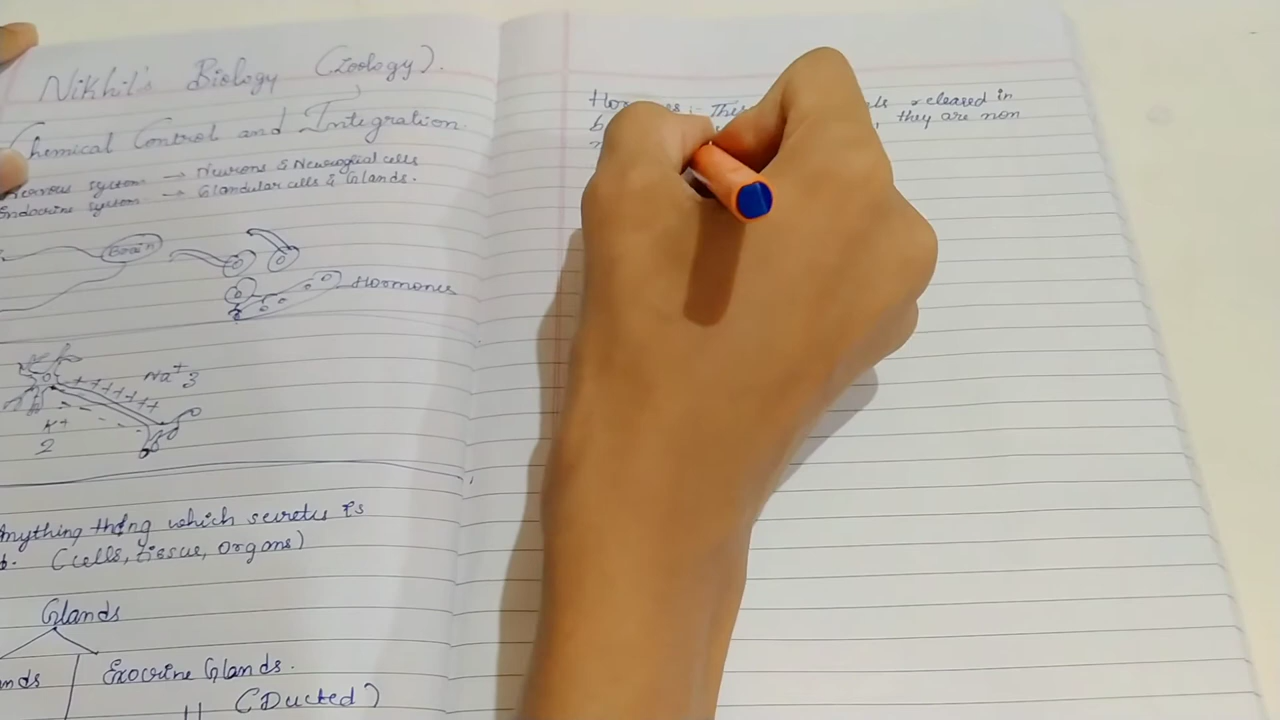 Nikhil's Biology (Zoology).
Chemical Control and Integration.
Nervous system → Neurons & Neuroglial cells
Endocrine system → Glandular cells & Glands.
Brain
Hormones
Na+ 3
K+
2
Anything thing which secretes is
(cells, tissue, organs)
Glands
Exocrine Glands.
(Ducted)
released in
they are non